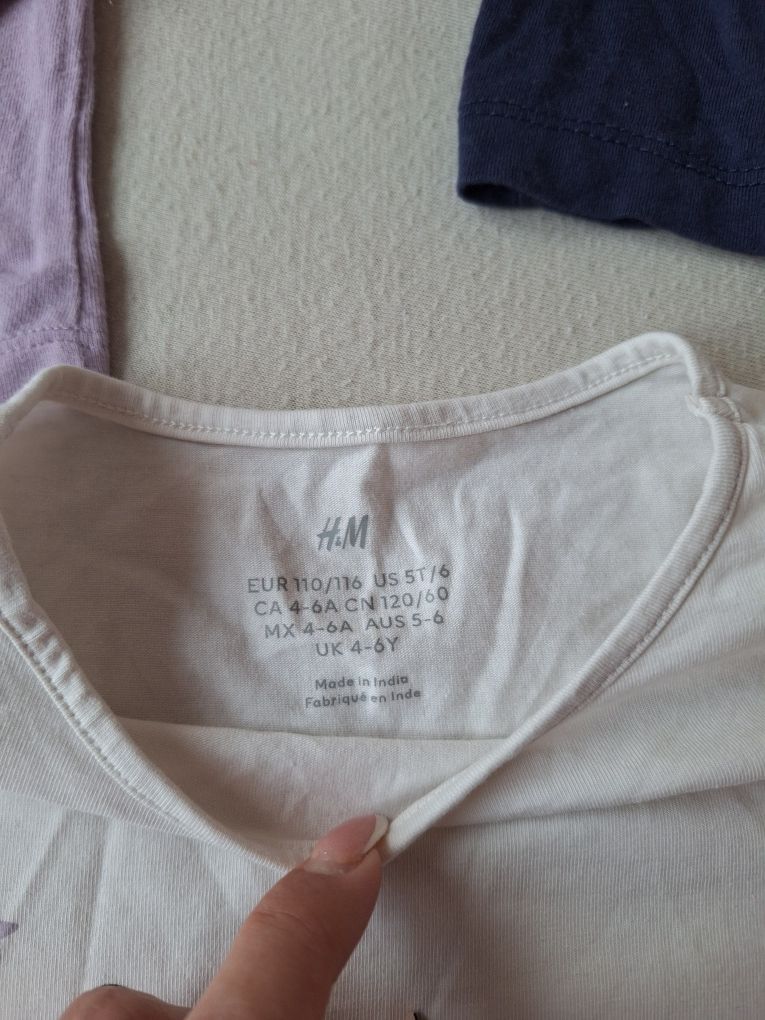 H&M
EUR 110/116 US 5T/6
CA 4-6A CN 120/60
MX 4-6A AUS 5-6
UK 4-6Y
Made in India
Fabriqué en Inde